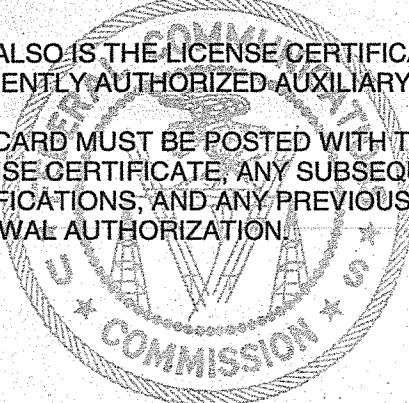 ALSO IS THE LICENSE CERTIFICA
ENTLY AUTHORIZED AUXILIARY
CARD MUST BE POSTED WITH T
SE CERTIFICATE, ANY SUBSEQU
FICATIONS, AND ANY PREVIOUS
WAL AUTHORIZATION.
U ★ COMMISSION ★ S